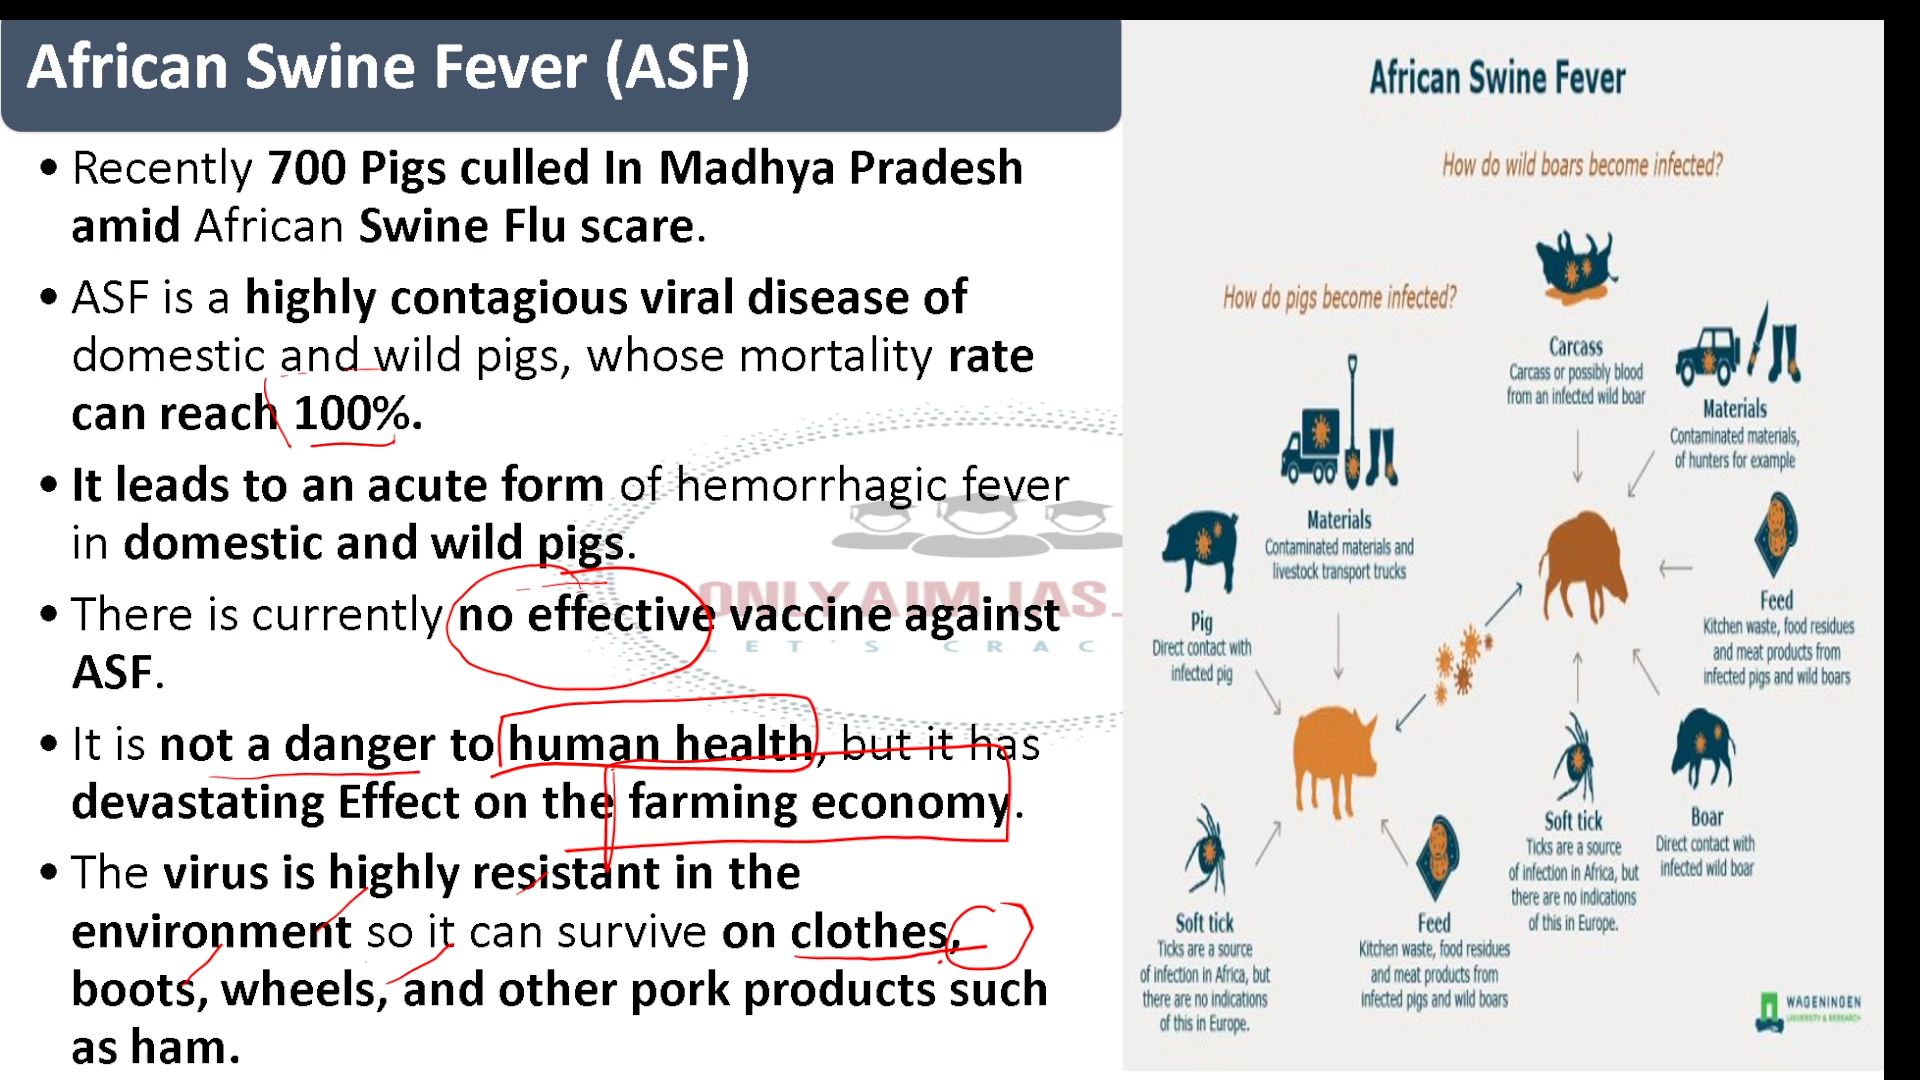 African Swine Fever (ASF)
• Recently 700 Pigs culled In Madhya Pradesh
amid African Swine Flu scare.
• ASF is a highly contagious viral disease of
domestic and wild pigs, whose mortality rate
can reach 100%.
• It leads to an acute form of hemorrhagic fever
in domestic and wild pigs.
• There is currently no effective vaccine against
ASF.
• It is not a danger to human health, but it has
devastating Effect on the farming economy.
• The virus is highly resistant in the
environment so it can survive on clothes,
boots, wheels, and other pork products such
as ham.
ONLYAIM IAS
LET'S CRAC
African Swine Fever
How do wild boars become infected?
How do pigs become infected?
Carcass
Carcass or possibly blood
from an infected wild boar
Materials
Contaminated materials,
of hunters for example
Materials
Contaminated materials and
livestock transport trucks
Pig
Direct contact with
infected pig
Feed
Kitchen waste, food residues
and meat products from
infected pigs and wild boars
Soft tick
Ticks are a source
of infection in Africa, but
there are no indications
of this in Europe.
Boar
Direct contact with
infected wild boar
Soft tick
Ticks are a source
of infection in Africa, but
there are no indications
of this in Europe.
Feed
Kitchen waste, food residues
and meat products from
infected pigs and wild boars
WAGENINGEN
UNIVERSITY & RESEARCH